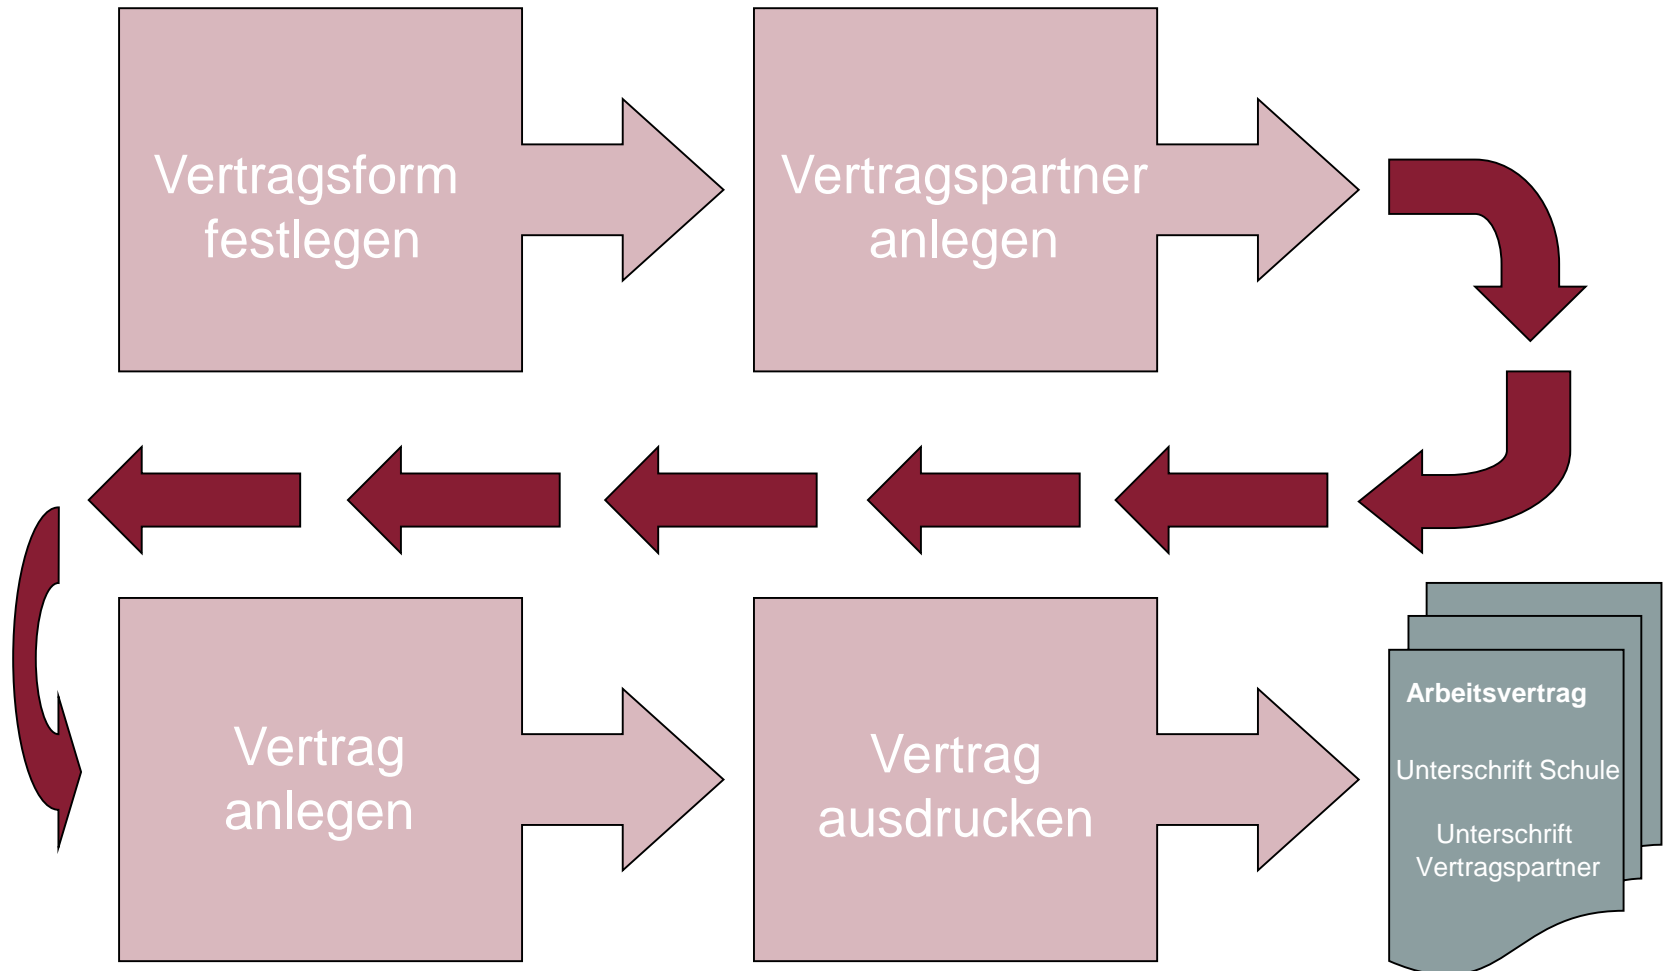 Vertragsform
festlegen
Vertragspartner
anlegen
Vertrag
anlegen
Vertrag
ausdrucken
Arbeitsvertrag
Unterschrift Schule
Unterschrift
Vertragspartner